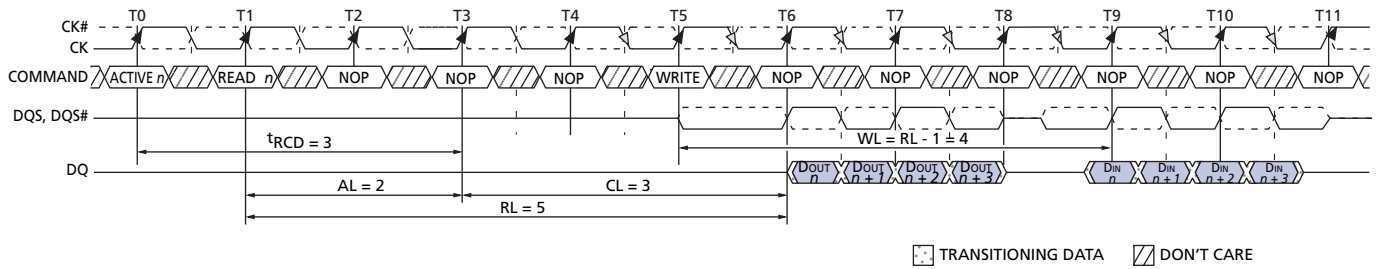 T0 T1 T2 T3 T4 T5 T6 T7 T8 T9 T10 T11
CK#
CK
COMMAND ACTIVE n READ n NOP NOP NOP WRITE NOP NOP NOP NOP NOP NOP
DQS, DQS#
tRCD = 3 WL = RL - 1 = 4
DQ DOUT n DOUT n + 1 DOUT n + 2 DOUT n + 3 DIN n DIN n + 1 DIN n + 2 DIN n + 3
AL = 2 CL = 3
RL = 5
TRANSITIONING DATA DON'T CARE